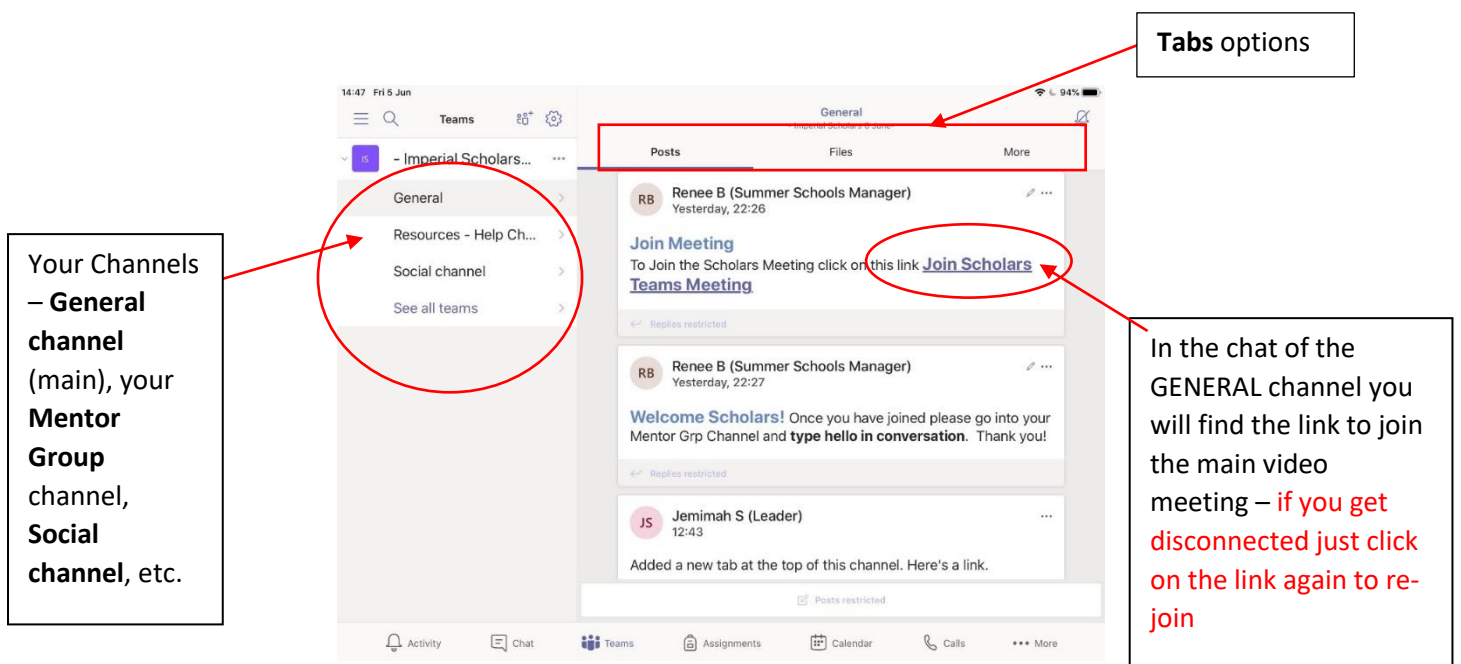 Tabs options
14:47 Fri 5 Jun
94%
Teams
General
- Imperial Scholars 6 June-
IS
- Imperial Scholars...
Posts Files More
General
Resources - Help Ch...
Social channel
See all teams
RB
Renee B (Summer Schools Manager)
Yesterday, 22:26
Join Meeting
To Join the Scholars Meeting click on this link Join Scholars
Teams Meeting
Replies restricted
RB
Renee B (Summer Schools Manager)
Yesterday, 22:27
Welcome Scholars! Once you have joined please go into your
Mentor Grp Channel and type hello in conversation. Thank you!
Replies restricted
JS
Jemimah S (Leader)
12:43
Added a new tab at the top of this channel. Here's a link.
Posts restricted
Activity Chat Teams Assignments Calendar Calls More
Your Channels
– General
channel
(main), your
Mentor
Group
channel,
Social
channel, etc.
In the chat of the
GENERAL channel you
will find the link to join
the main video
meeting – if you get
disconnected just click
on the link again to re-
join